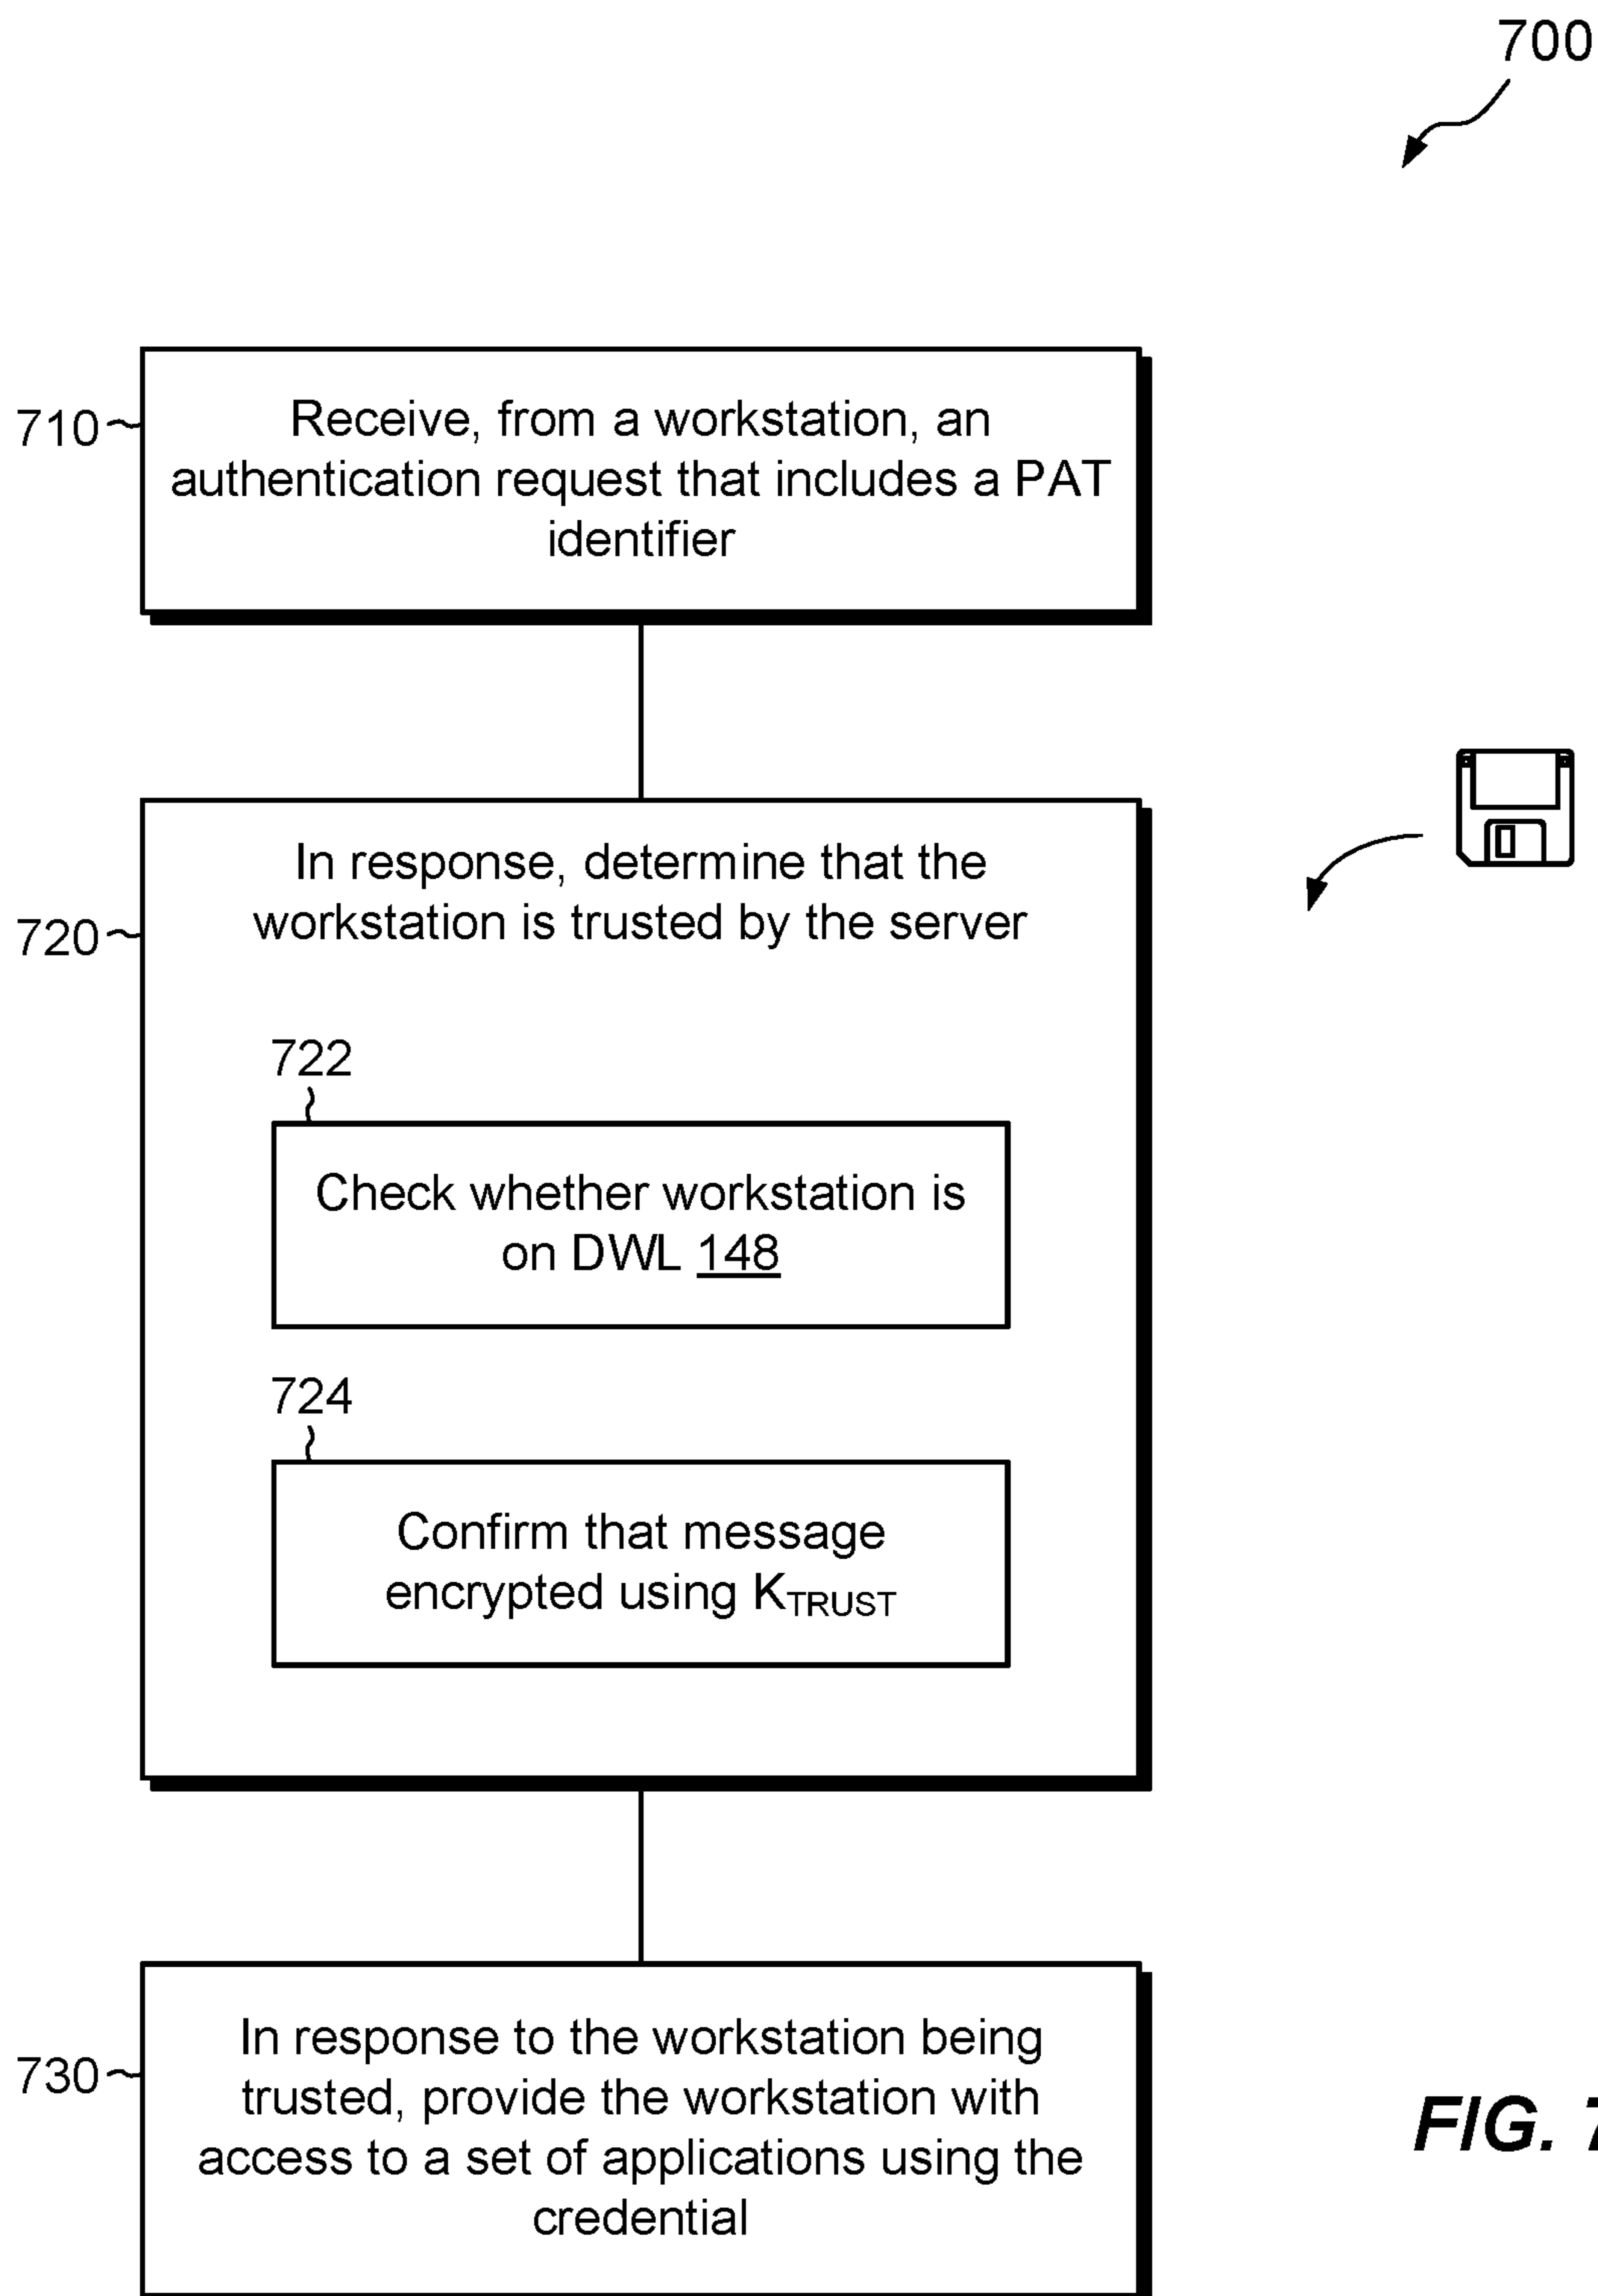 700
710
Receive, from a workstation, an
authentication request that includes a PAT
identifier
720
In response, determine that the
workstation is trusted by the server
722
Check whether workstation is
on DWL 148
724
Confirm that message
encrypted using KTRUST
730
In response to the workstation being
trusted, provide the workstation with
access to a set of applications using the
credential
FIG. 7